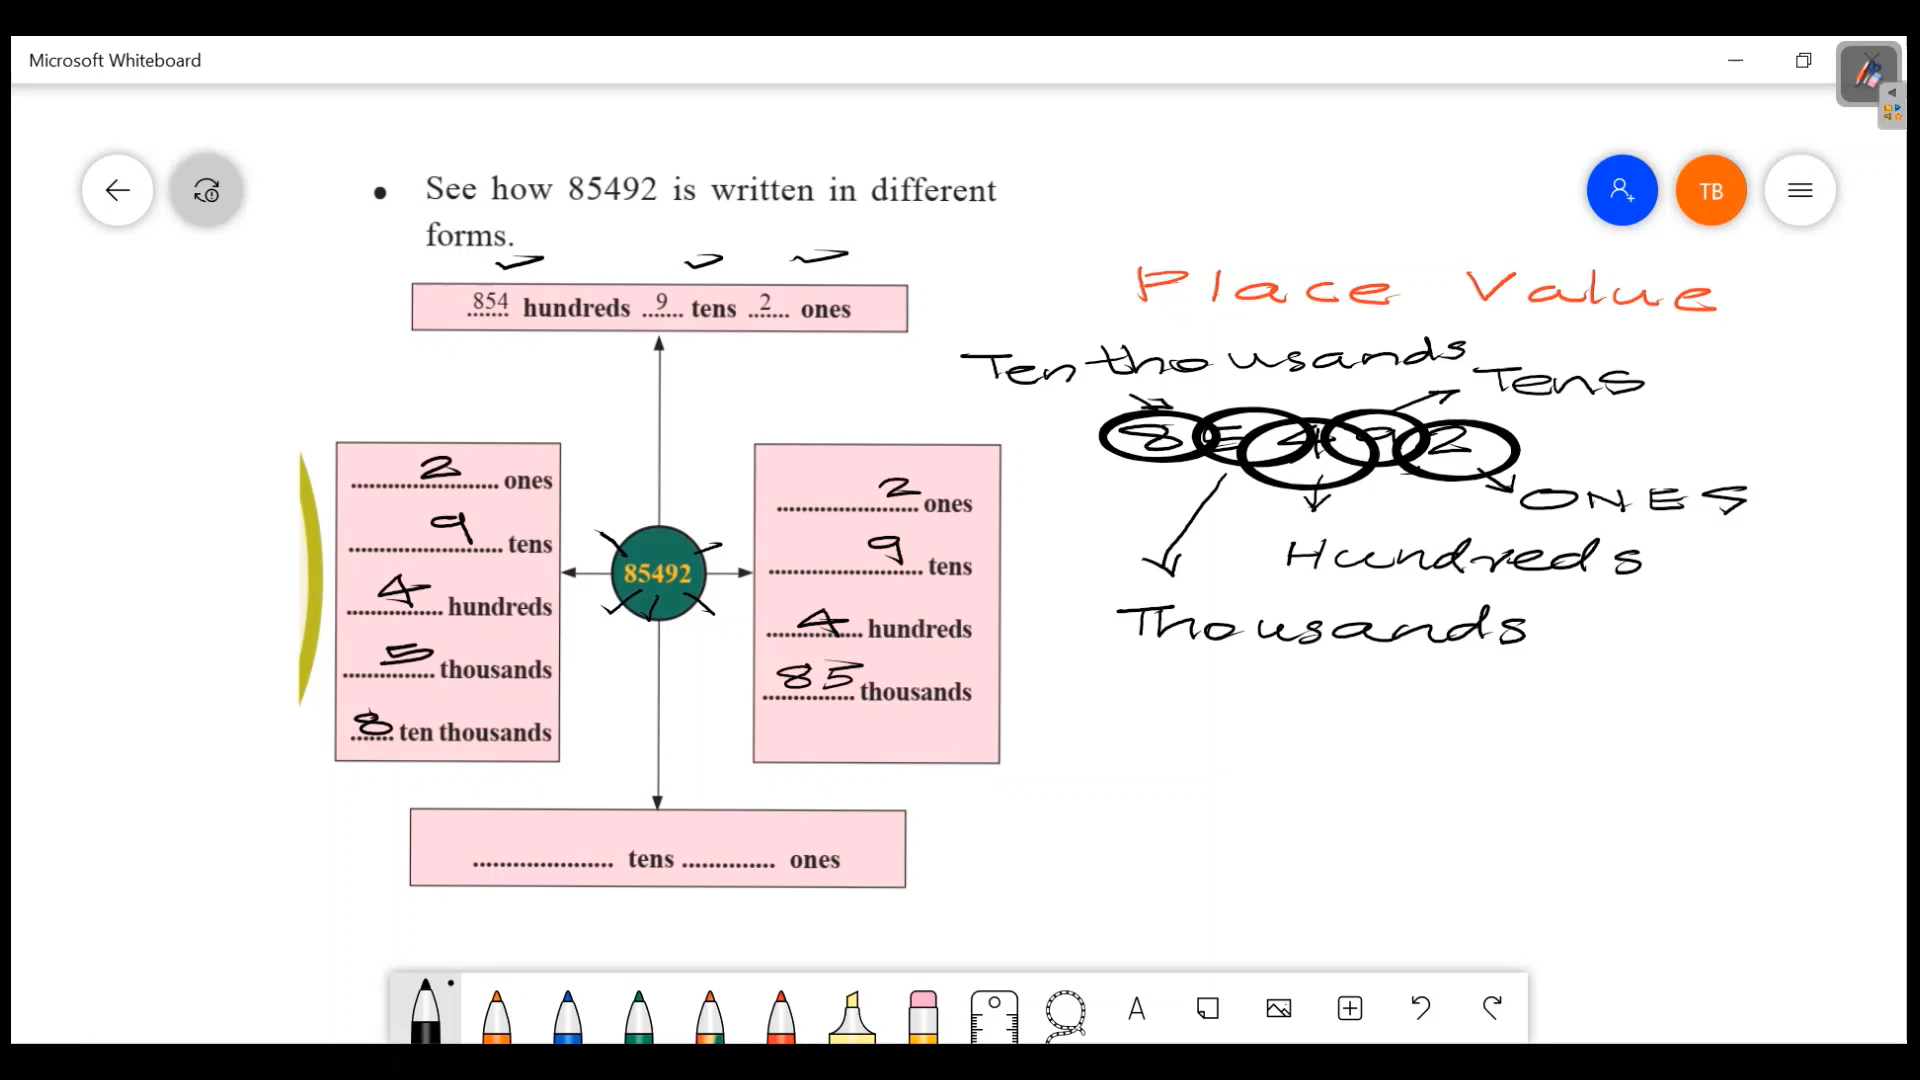 Microsoft Whiteboard
TB
• See how 85492 is written in different
forms.
854 hundreds 9 tens 2 ones
2 ones
9 tens
4 hundreds
5 thousands
8 ten thousands
85492
2 ones
9 tens
4 hundreds
85 thousands
..................... tens .............. ones
Place Value
Ten thousands
Tens
85492
ONES
Hundreds
Thousands
A